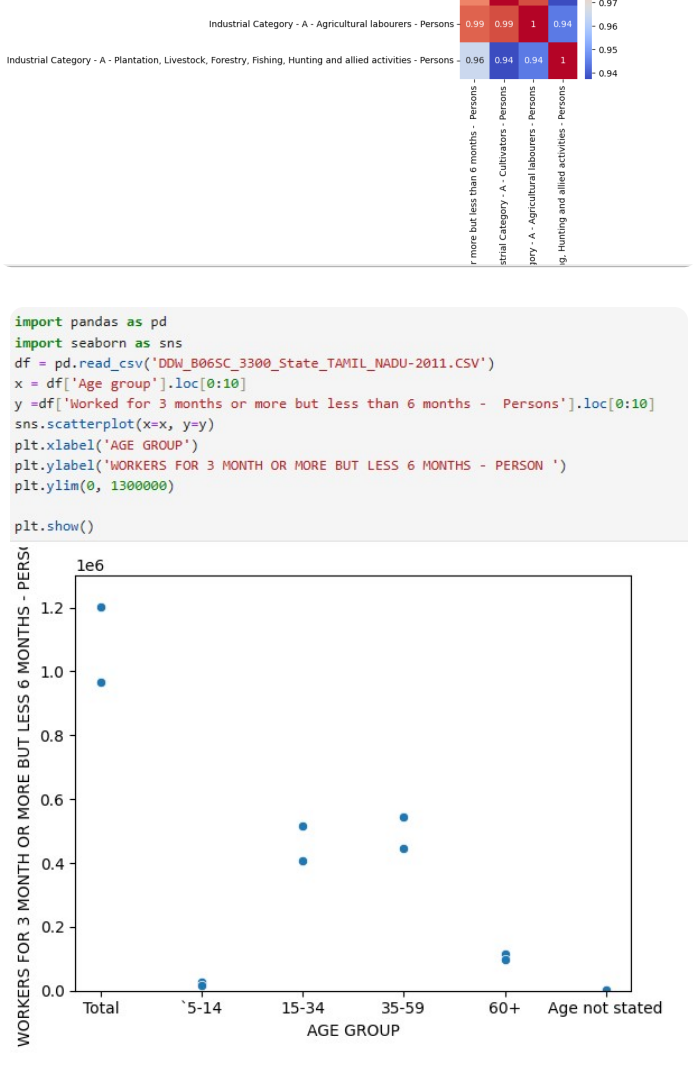 0.97
Industrial Category - A - Agricultural labourers - Persons
0.99 0.99 1 0.94
0.96
0.95
Industrial Category - A - Plantation, Livestock, Forestry, Fishing, Hunting and allied activities - Persons
0.96 0.94 0.94 1
0.94
more but less than 6 months - Persons
Category - A - Cultivators - Persons
- A - Agricultural labourers - Persons
Hunting and allied activities - Persons
import pandas as pd
import seaborn as sns
df = pd.read_csv('DDW_B06SC_3300_State_TAMIL_NADU-2011.CSV')
x = df['Age group'].loc[0:10]
y =df['Worked for 3 months or more but less than 6 months -  Persons'].loc[0:10]
sns.scatterplot(x=x, y=y)
plt.xlabel('AGE GROUP')
plt.ylabel('WORKERS FOR 3 MONTH OR MORE BUT LESS 6 MONTHS - PERSON ')
plt.ylim(0, 1300000)
plt.show()
1e6
WORKERS FOR 3 MONTH OR MORE BUT LESS 6 MONTHS -
1.2
1.0
0.8
0.6
0.4
0.2
0.0
Total `5-14 15-34 35-59 60+ Age not stated
AGE GROUP